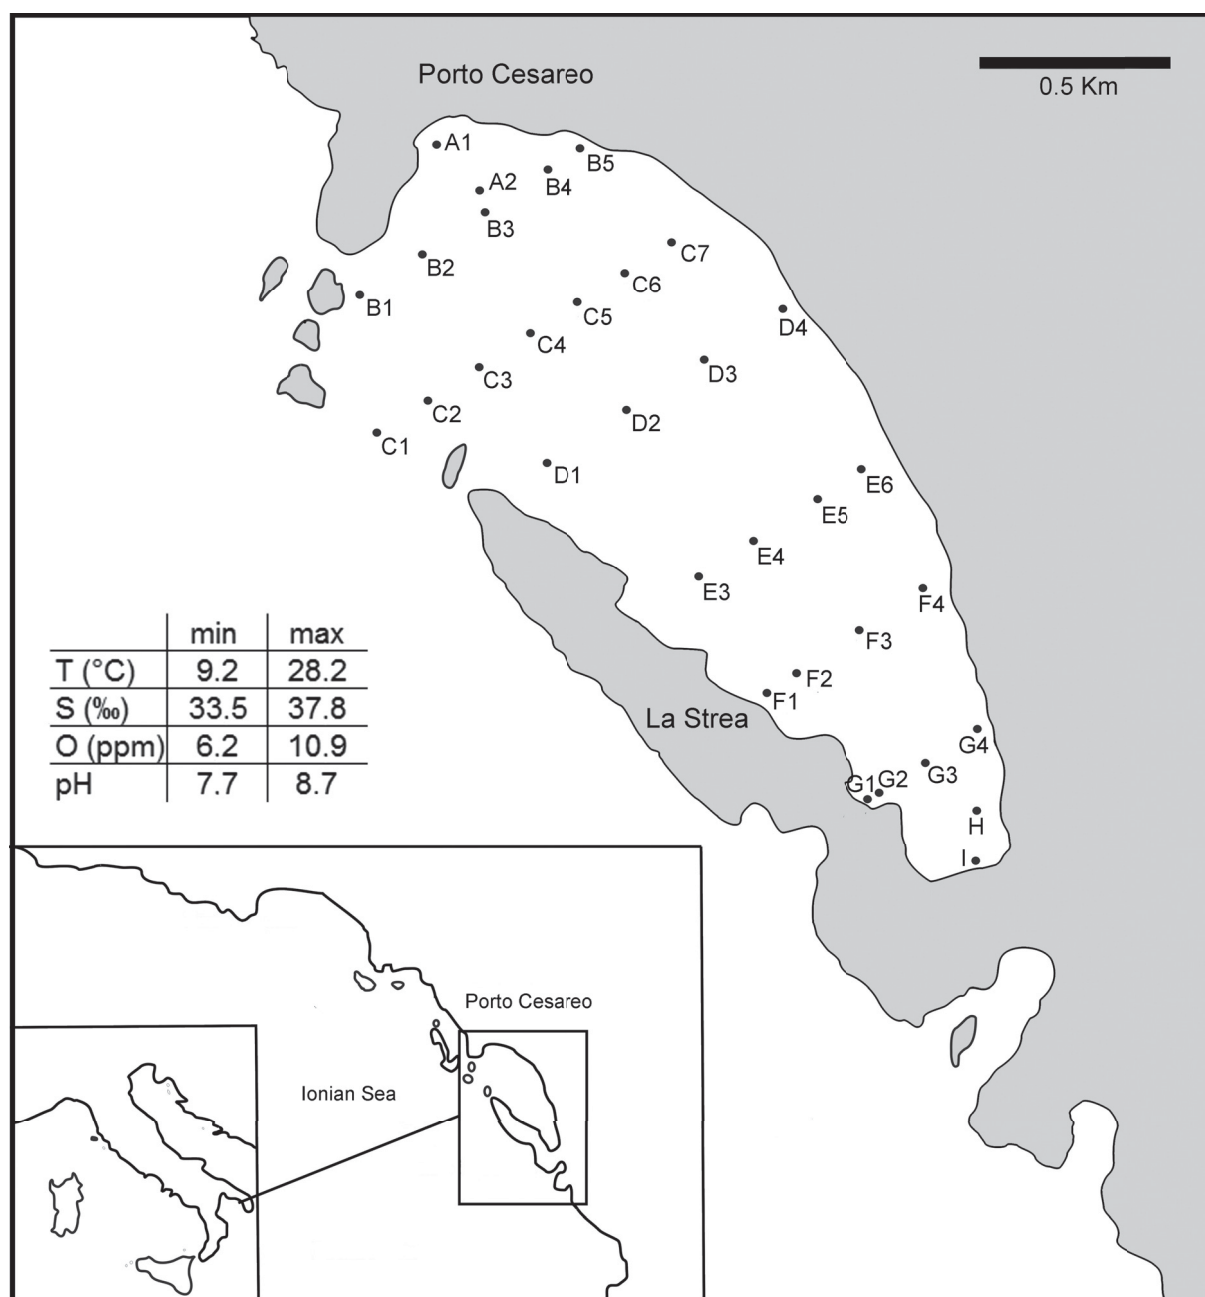 Porto Cesareo
0.5 Km
A1
B5
A2
B4
B3
B2
C7
C6
B1
C5
D4
C4
D3
C3
C2
D2
C1
D1
E6
E5
E4
E3
F4
F3
F2
F1
La Strea
G4
G3
G1 G2
H
I
min max
T (°C) 9.2 28.2
S (‰) 33.5 37.8
O (ppm) 6.2 10.9
pH 7.7 8.7
Porto Cesareo
Ionian Sea